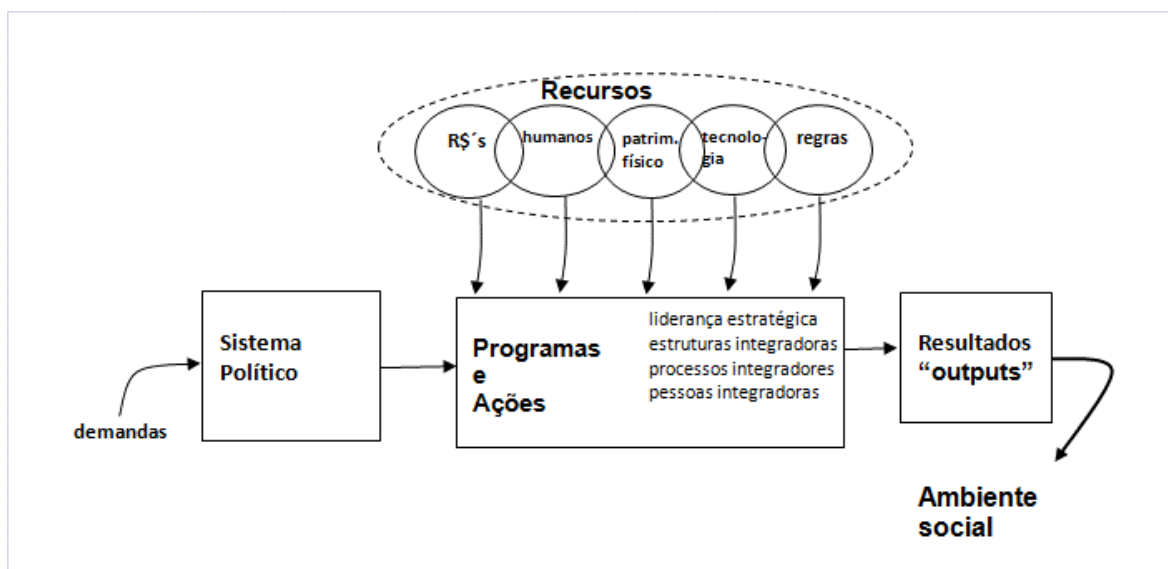 Recursos
R$´s
humanos
patrim.
físico
tecnolo-
gia
regras
demandas
Sistema
Político
Programas
e
Ações
liderança estratégica
estruturas integradoras
processos integradores
pessoas integradoras
Resultados
“outputs”
Ambiente
social